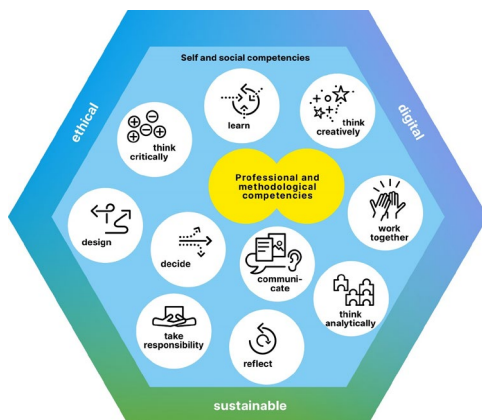 Self and social competencies
ethical
digital
learn
think
creatively
think
critically
Professional and
methodological
competencies
design
decide
communi-
cate
work
together
take
responsibility
reflect
think
analytically
sustainable